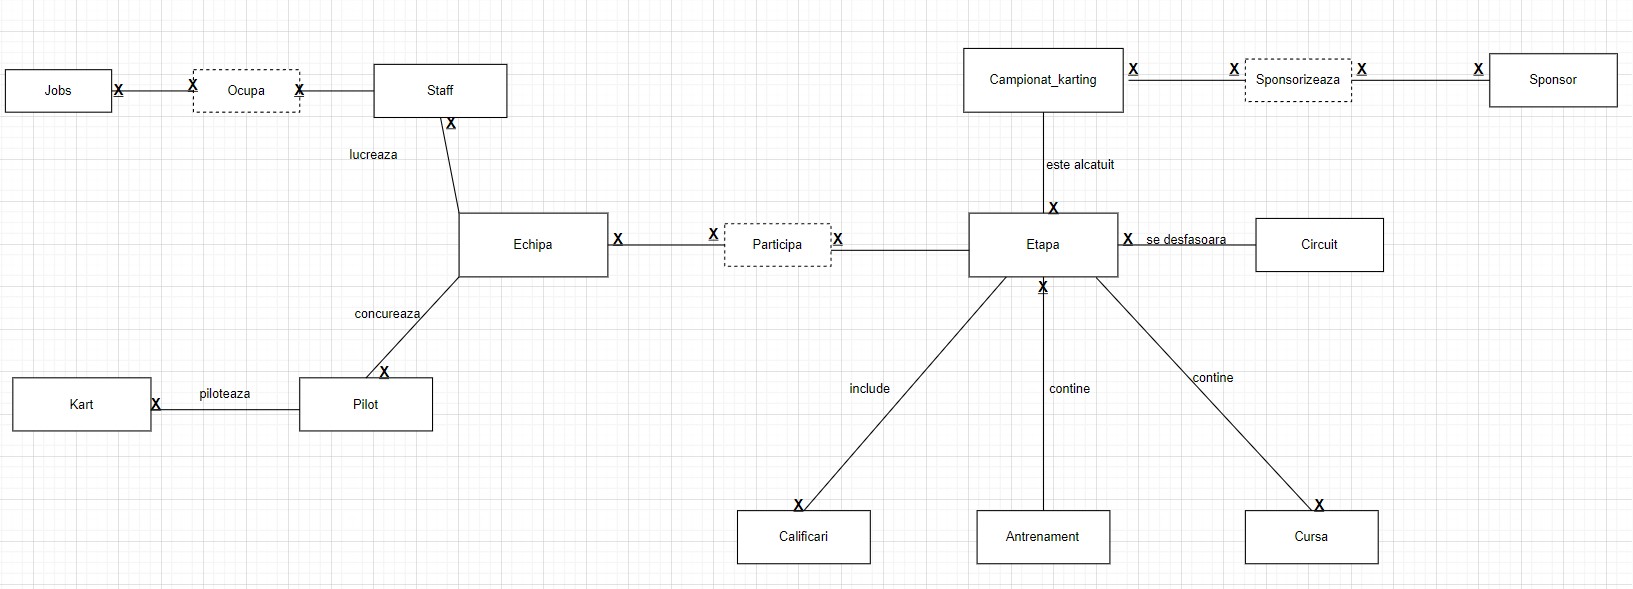 Campionat_karting
X
X
Sponsorizeaza
X
X
Sponsor
Jobs
X
X
Ocupa
X
Staff
X
lucreaza
este alcatuit
X
Echipa
X
X
Participa
X
Etapa
X
se desfasoara
Circuit
X
concureaza
X
Kart
X
piloteaza
Pilot
include
contine
contine
X
X
Calificari
Antrenament
Cursa